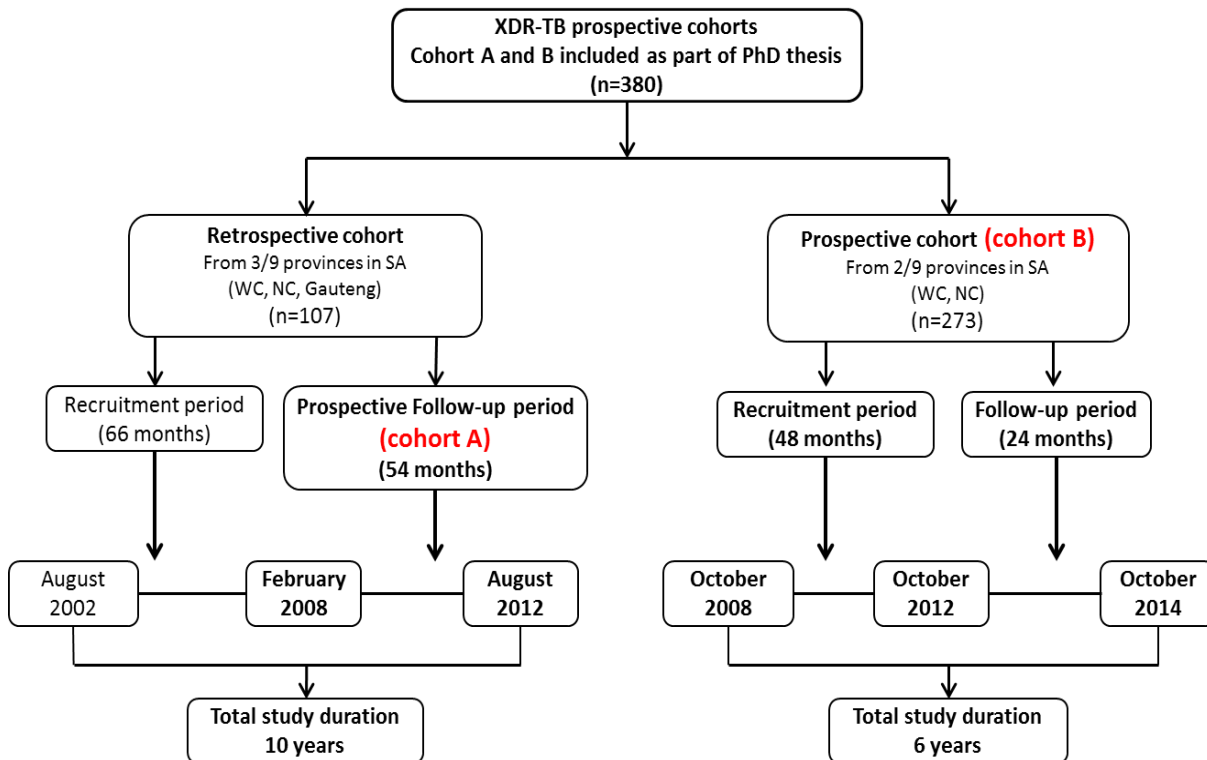 XDR-TB prospective cohorts
Cohort A and B included as part of PhD thesis
(n=380)
Retrospective cohort
From 3/9 provinces in SA
(WC, NC, Gauteng)
(n=107)
Prospective cohort (cohort B)
From 2/9 provinces in SA
(WC, NC)
(n=273)
Recruitment period
(66 months)
Prospective Follow-up period
(cohort A)
(54 months)
Recruitment period
(48 months)
Follow-up period
(24 months)
August
2002
February
2008
August
2012
October
2008
October
2012
October
2014
Total study duration
10 years
Total study duration
6 years